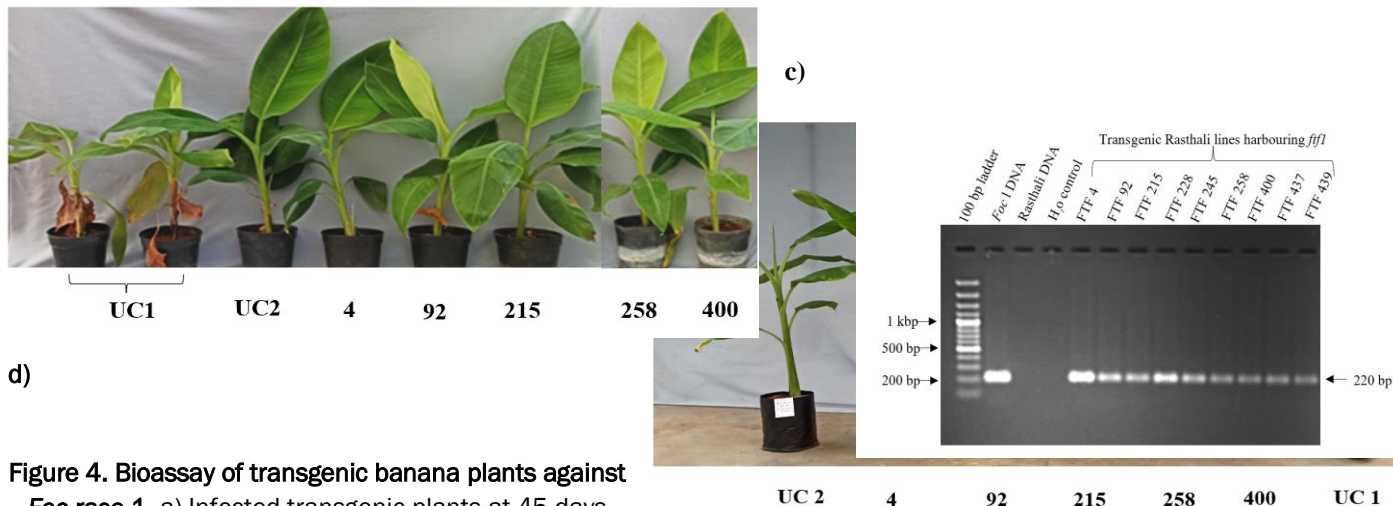 c)
Transgenic Rasthali lines harbouring ftf1
100 bp ladder
Foc 1 DNA
Rasthali DNA
H₂o control
FTF 4
FTF 92
FTF 215
FTF 228
FTF 245
FTF 258
FTF 400
FTF 437
FTF 439
1 kbp
500 bp
200 bp
220 bp
UC1 UC2 4 92 215 258 400
d)
Figure 4. Bioassay of transgenic banana plants against
Foc race 1. a) Infected transgenic plants at 45 days
UC 2 4 92 215 258 400 UC 1